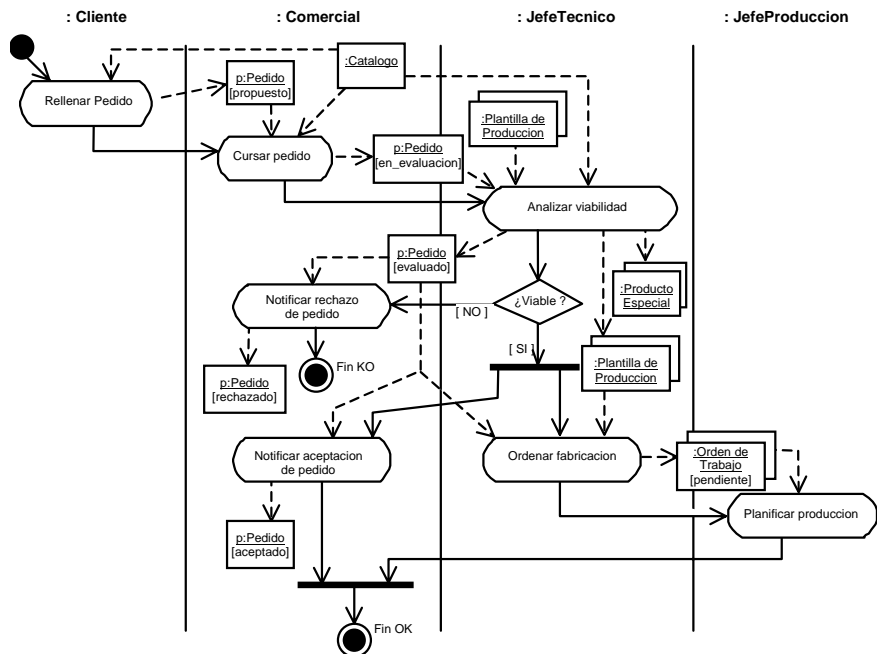 : Cliente
: Comercial
: JefeTecnico
: JefeProduccion
:Catalogo
p:Pedido
[propuesto]
Rellenar Pedido
:Plantilla de
Produccion
Cursar pedido
p:Pedido
[en_evaluacion]
Analizar viabilidad
p:Pedido
[evaluado]
:Producto
Especial
Notificar rechazo
de pedido
¿Viable ?
[ NO ]
[ SI ]
Fin KO
:Plantilla de
Produccion
p:Pedido
[rechazado]
Notificar aceptacion
de pedido
Ordenar fabricacion
:Orden de
Trabajo
[pendiente]
Planificar produccion
p:Pedido
[aceptado]
Fin OK